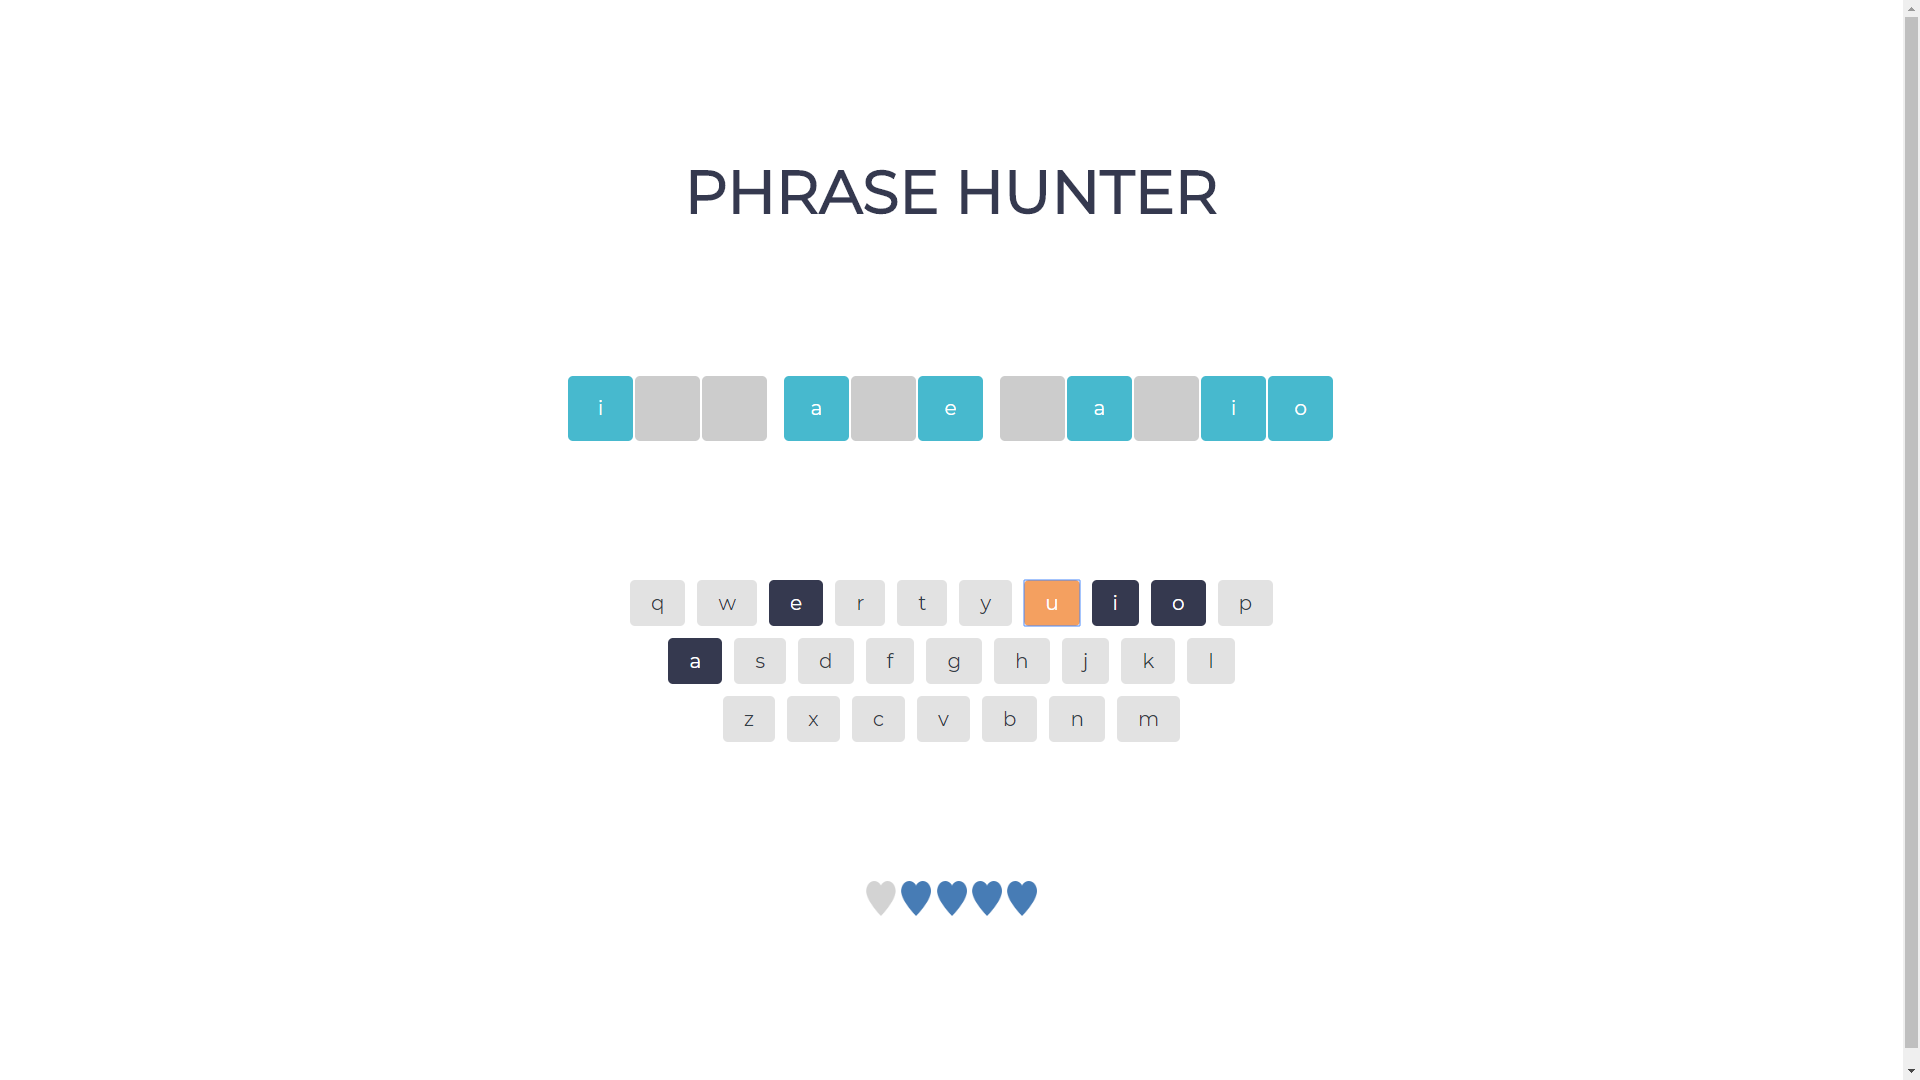 PHRASE HUNTER
i a e a i o
q w e r t y u i o p
a s d f g h j k l
z x c v b n m